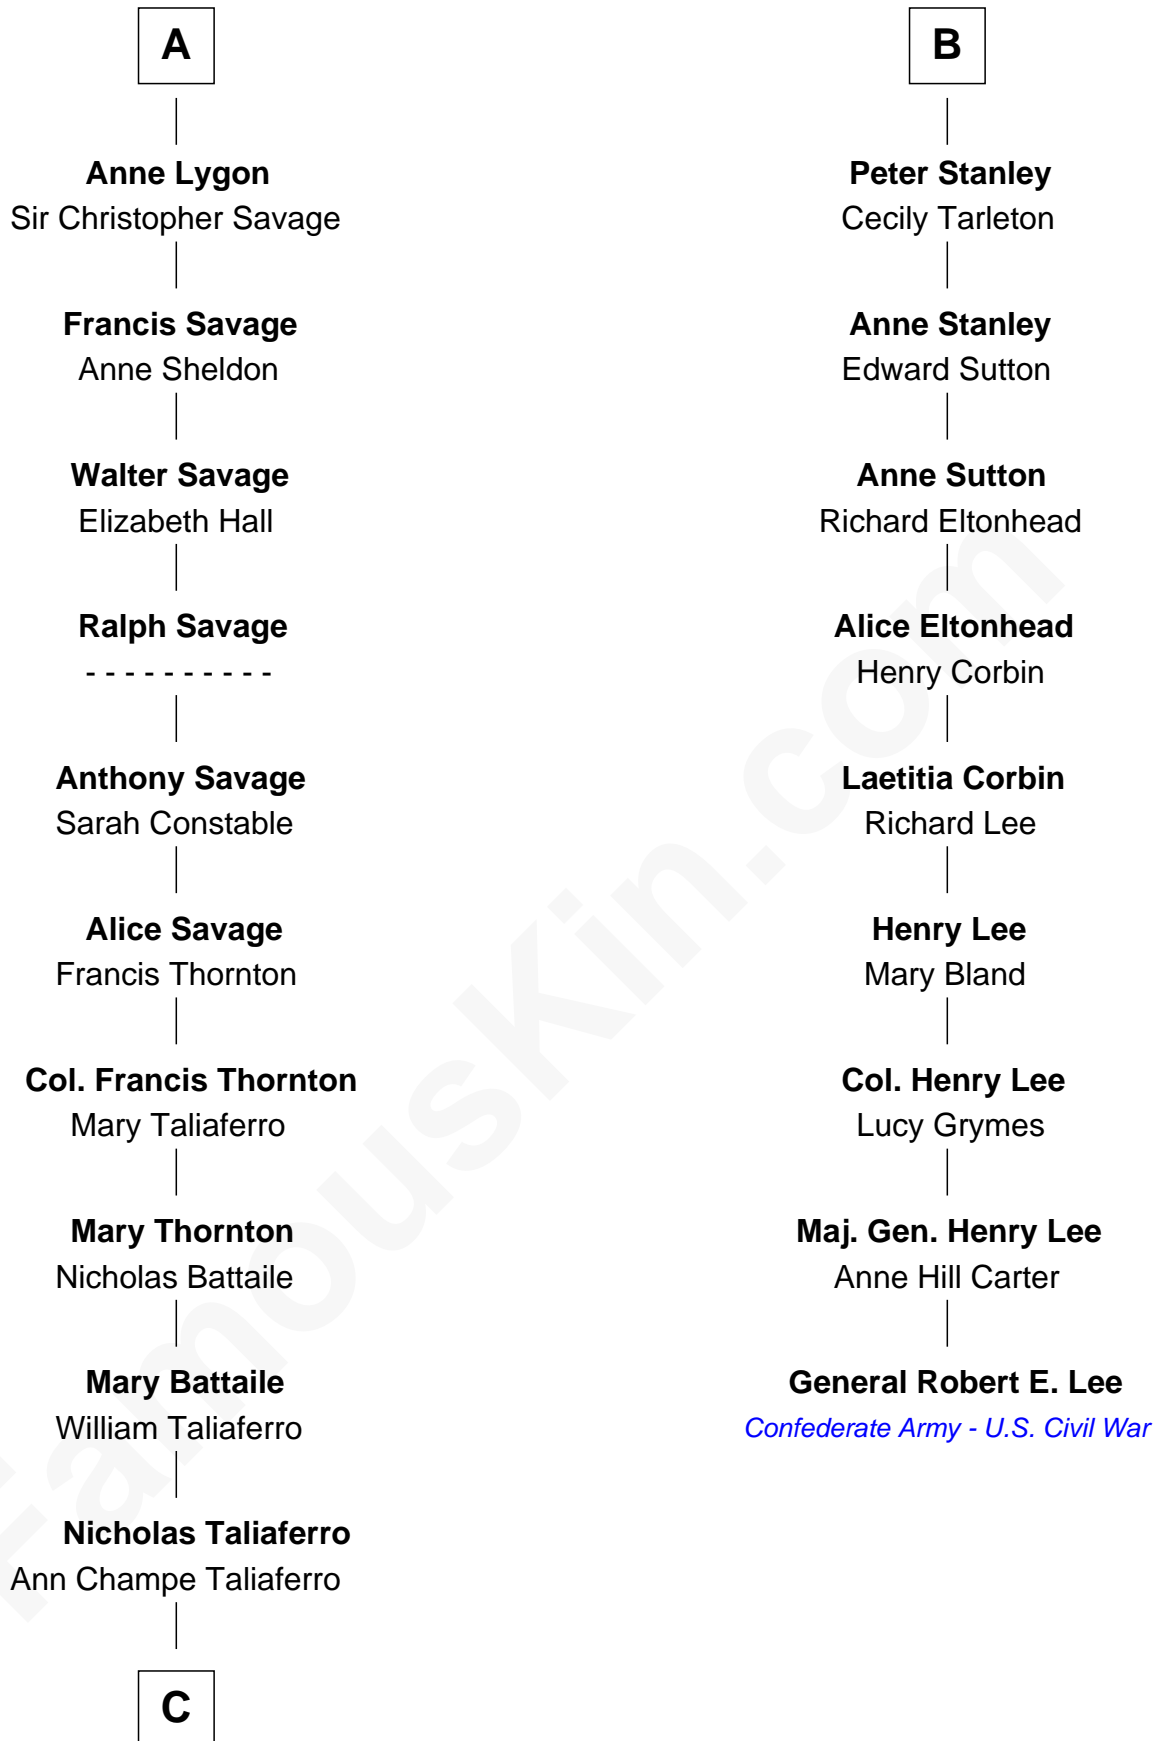 A
Anne Lygon
Sir Christopher Savage
Francis Savage
Anne Sheldon
Walter Savage
Elizabeth Hall
Ralph Savage
- - - - - - - - - -
Anthony Savage
Sarah Constable
Alice Savage
Francis Thornton
Col. Francis Thornton
Mary Taliaferro
Mary Thornton
Nicholas Battaile
Mary Battaile
William Taliaferro
Nicholas Taliaferro
Ann Champe Taliaferro
C
B
Peter Stanley
Cecily Tarleton
Anne Stanley
Edward Sutton
Anne Sutton
Richard Eltonhead
Alice Eltonhead
Henry Corbin
Laetitia Corbin
Richard Lee
Henry Lee
Mary Bland
Col. Henry Lee
Lucy Grymes
Maj. Gen. Henry Lee
Anne Hill Carter
General Robert E. Lee
Confederate Army - U.S. Civil War
FamousKin.com